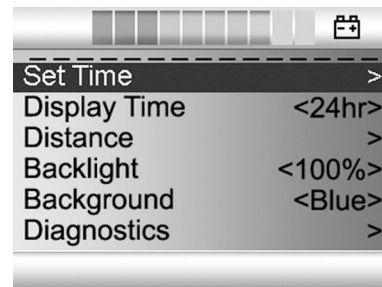 Set Time >
Display Time <24hr>
Distance >
Backlight <100%>
Background <Blue>
Diagnostics >